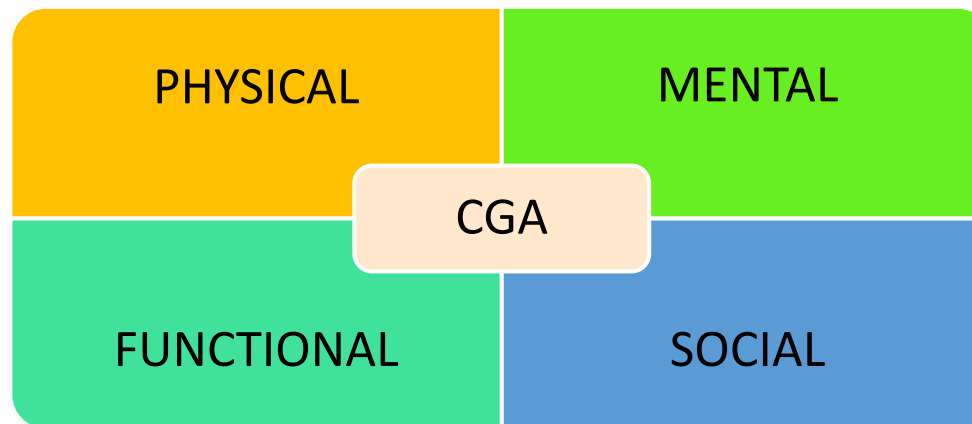 PHYSICAL
MENTAL
CGA
FUNCTIONAL
SOCIAL